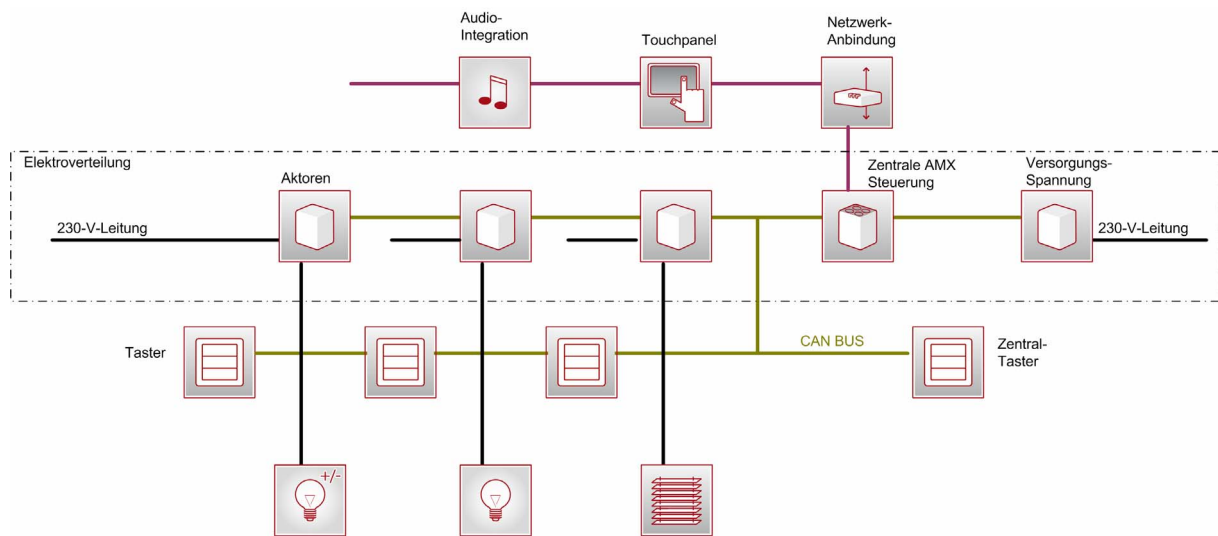 Audio-
Integration
Touchpanel
Netzwerk-
Anbindung
Elektroverteilung
Aktoren
Zentrale AMX
Steuerung
Versorgungs-
Spannung
230-V-Leitung
230-V-Leitung
Taster
CAN BUS
Zentral-
Taster
+/-